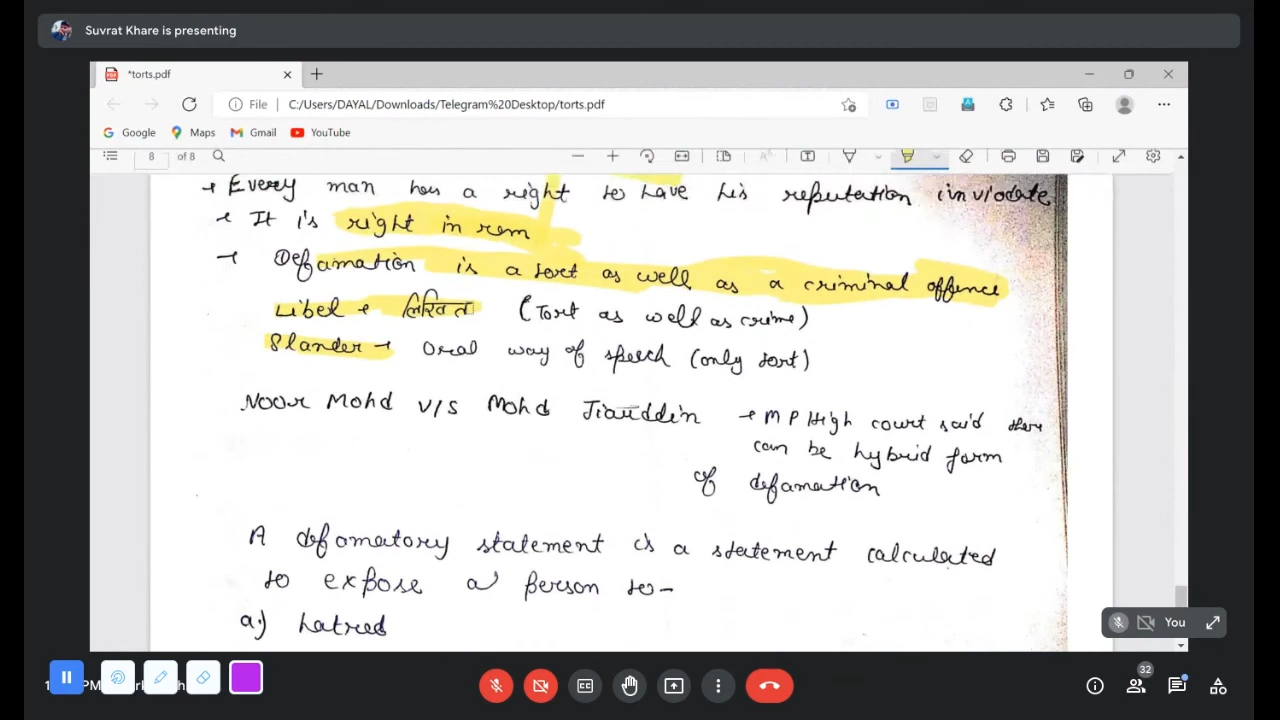 Suvrat Khare is presenting
*torts.pdf
File C:/Users/DAYAL/Downloads/Telegram%20Desktop/torts.pdf
Google Maps Gmail YouTube
8 of 8
→ Every man has a right to have his reputation inviolate
→ It is right in rem
→ Defamation is a tort as well as a criminal offence
Libel → लिखित (Tort as well as crime)
Slander → Oral way of speech (only tort)
Noor Mohd v/s Mohd Jiauddin → MP High court said there
can be hybrid form
of defamation
A defamatory statement is a statement calculated
to expose a person to-
a.) hatred
You
32